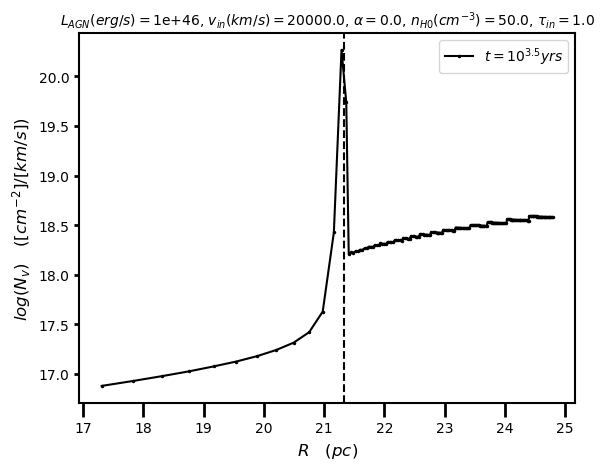 L_AGN(erg/s) = 1e+46, v_in(km/s) = 20000.0, α = 0.0, n_H0(cm^−3) = 50.0, τ_in = 1.0
t = 10^3.5 yrs
20.0
19.5
19.0
18.5
18.0
17.5
17.0
log(N_v) ([cm^−2]/[km/s])
17 18 19 20 21 22 23 24 25
R (pc)